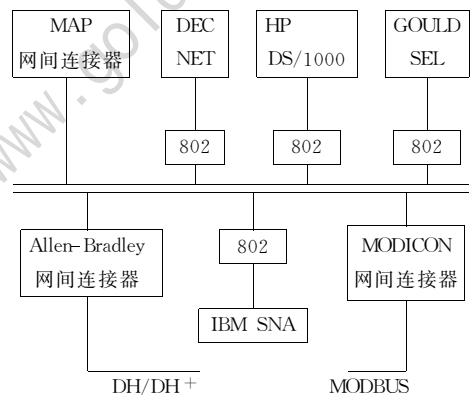 MAP
网间连接器
DEC
NET
HP
DS/1000
GOULD
SEL
802
802
802
Allen-Bradley
网间连接器
802
MODICON
网间连接器
IBM SNA
DH/DH+
MODBUS